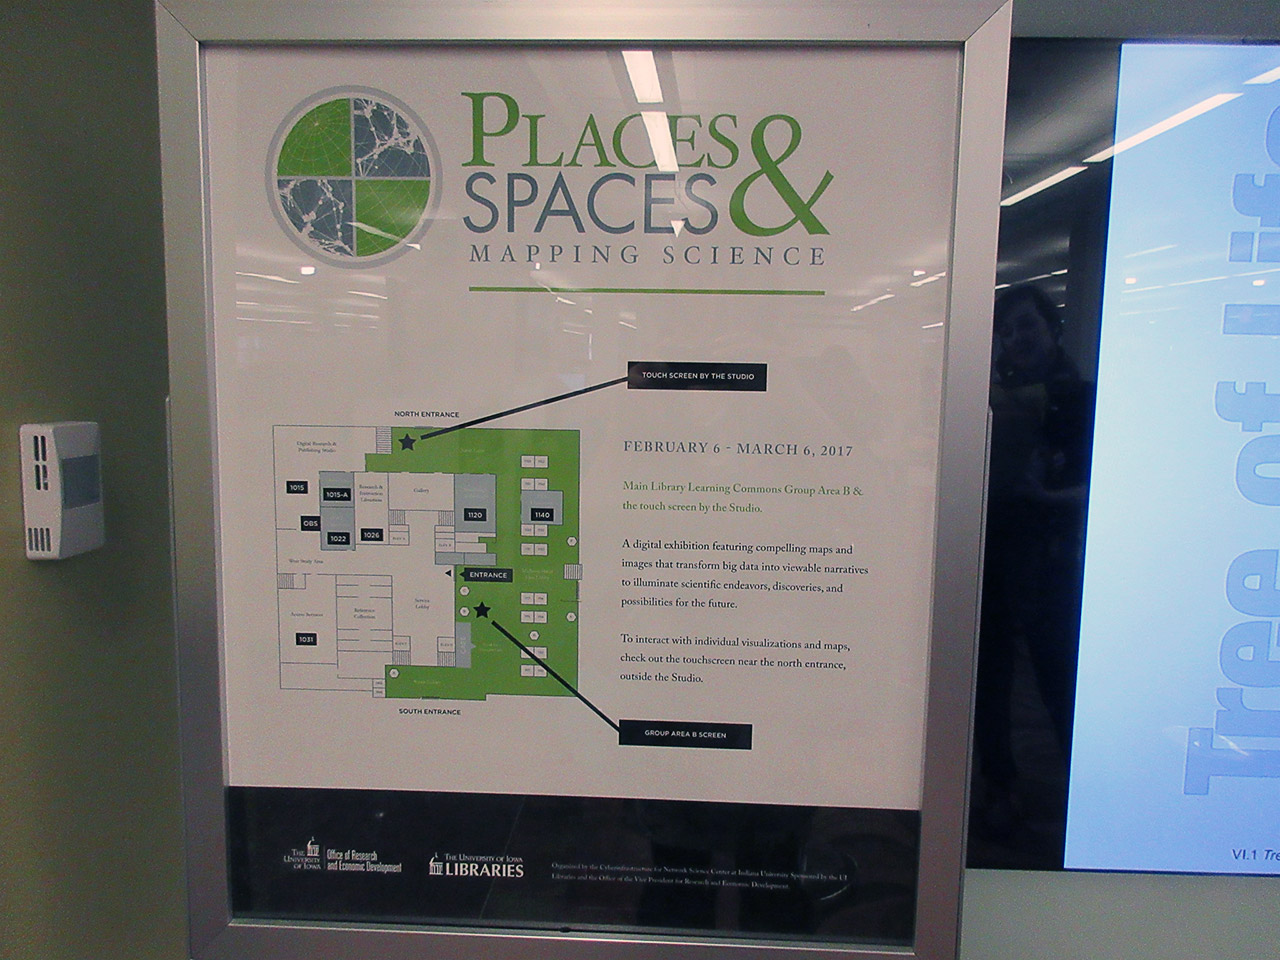 PLACES &
SPACES
MAPPING SCIENCE
TOUCH SCREEN BY THE STUDIO
NORTH ENTRANCE
Digital Research &
Publishing Studio
1015
1015-A
Research &
Instruction
Gallery
OBS
1022
1026
1120
1140
ENTRANCE
Service
Lobby
Reference
Collection
1031
SOUTH ENTRANCE
GROUP AREA B SCREEN
FEBRUARY 6 - MARCH 6, 2017
Main Library Learning Commons Group Area B &
the touch screen by the Studio.
A digital exhibition featuring compelling maps and
images that transform big data into viewable narratives
to illuminate scientific endeavors, discoveries, and
possibilities for the future.
To interact with individual visualizations and maps,
check out the touchscreen near the north entrance,
outside the Studio.
THE UNIVERSITY OF IOWA
Office of Research
and Economic Development
THE UNIVERSITY OF IOWA
LIBRARIES
Organized by the Cyberinfrastructure for Network Science Center at Indiana University Sponsored by the UI
Libraries and the Office of the Vice President for Research and Economic Development.
Tree of Life
VI.1 Tre